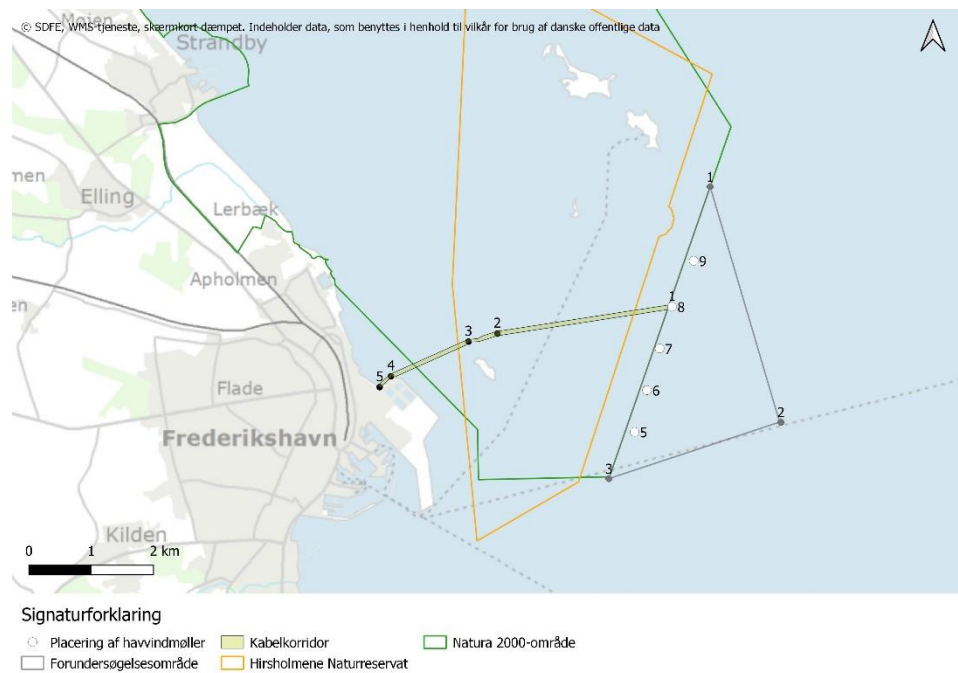 © SDFE, WMS-tjeneste, skærmkort dæmpet. Indeholder data, som benyttes i henhold til vilkår for brug af danske offentlige data
Strandby
Elling
Lerbæk
Apholmen
Flade
Frederikshavn
Kilden
1
9
1
8
2
3
7
4
5
6
2
5
3
0 1 2 km
Signaturforklaring
Placering af havvindmøller
Kabelkorridor
Natura 2000-område
Forundersøgelsesområde
Hirsholmene Naturreservat